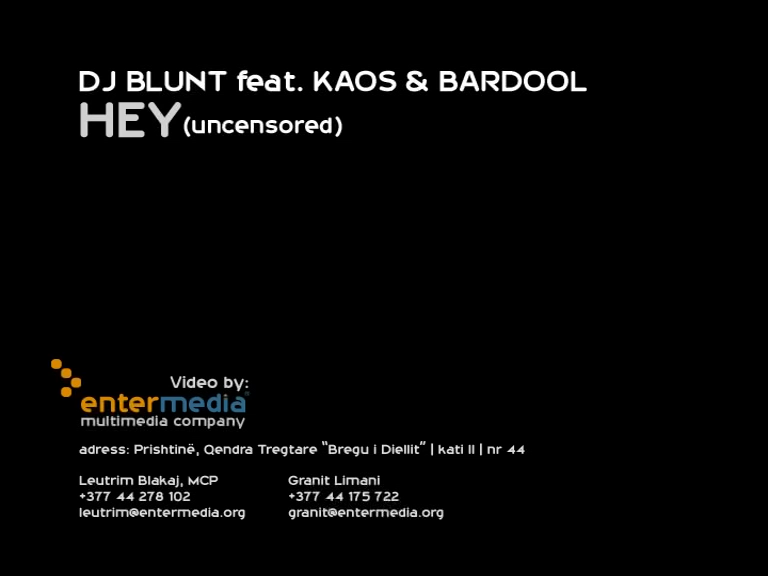 DJ BLUNT feat. KAOS & BARDOOL
HEY (uncensored)
Video by:
entermedia
multimedia company
adress: Prishtinë, Qendra Tregtare "Bregu i Diellit" | kati II | nr 44
Leutrim Blakaj, MCP
+377 44 278 102
leutrim@entermedia.org
Granit Limani
+377 44 175 722
granit@entermedia.org